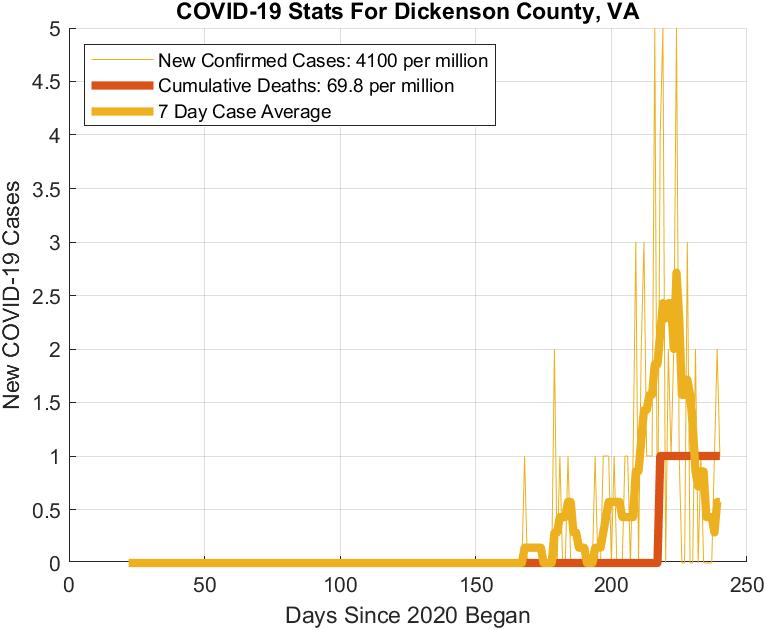 COVID-19 Stats For Dickenson County, VA
New Confirmed Cases: 4100 per million
Cumulative Deaths: 69.8 per million
7 Day Case Average
New COVID-19 Cases
5
4.5
4
3.5
3
2.5
2
1.5
1
0.5
0
0 50 100 150 200 250
Days Since 2020 Began